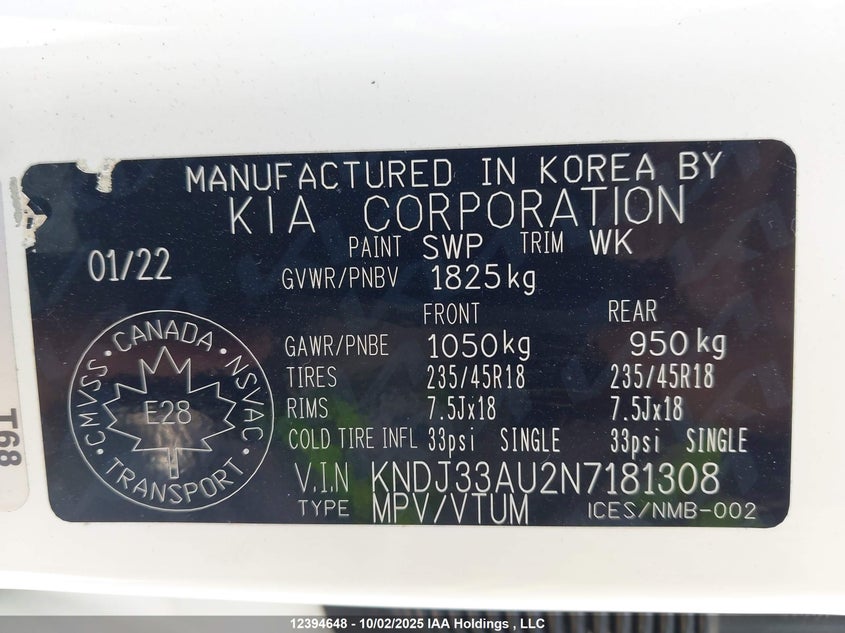 MANUFACTURED IN KOREA BY
KIA CORPORATION
PAINT SWP TRIM WK
01/22
GVWR/PNBV 1825kg
FRONT REAR
GAWR/PNBE 1050kg 950kg
TIRES 235/45R18 235/45R18
RIMS 7.5Jx18 7.5Jx18
COLD TIRE INFL 33psi SINGLE 33psi SINGLE
V.I.N KNDJ33AU2N7181308
TYPE MPV/VTUM ICES/NMB-002
CMVSS • CANADA • NSVAC
E28
TRANSPORT
T68
12394648 - 10/02/2025 IAA Holdings , LLC